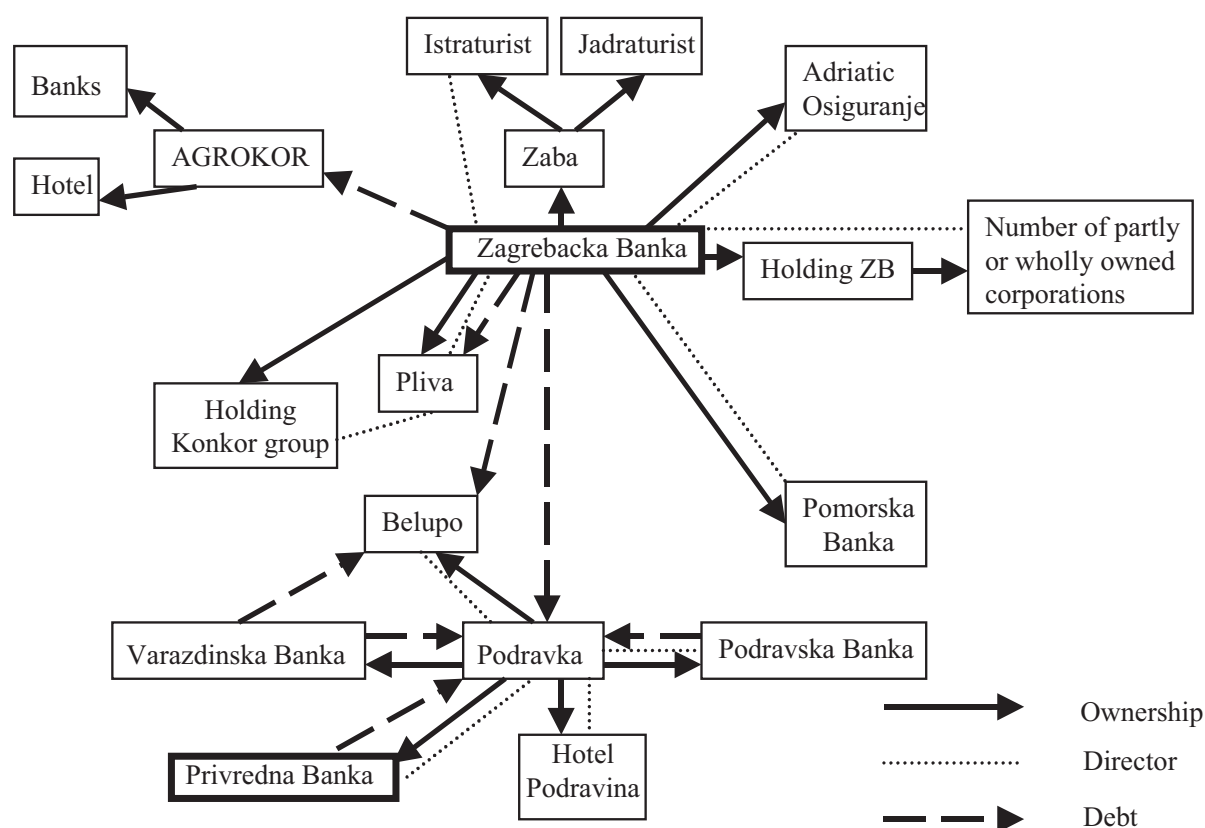 Istraturist
Jadraturist
Banks
Adriatic
Osiguranje
AGROKOR
Zaba
Hotel
Zagrebacka Banka
Holding ZB
Number of partly
or wholly owned
corporations
Pliva
Holding
Konkor group
Belupo
Pomorska
Banka
Varazdinska Banka
Podravka
Podravska Banka
Privredna Banka
Hotel
Podravina
Ownership
Director
Debt